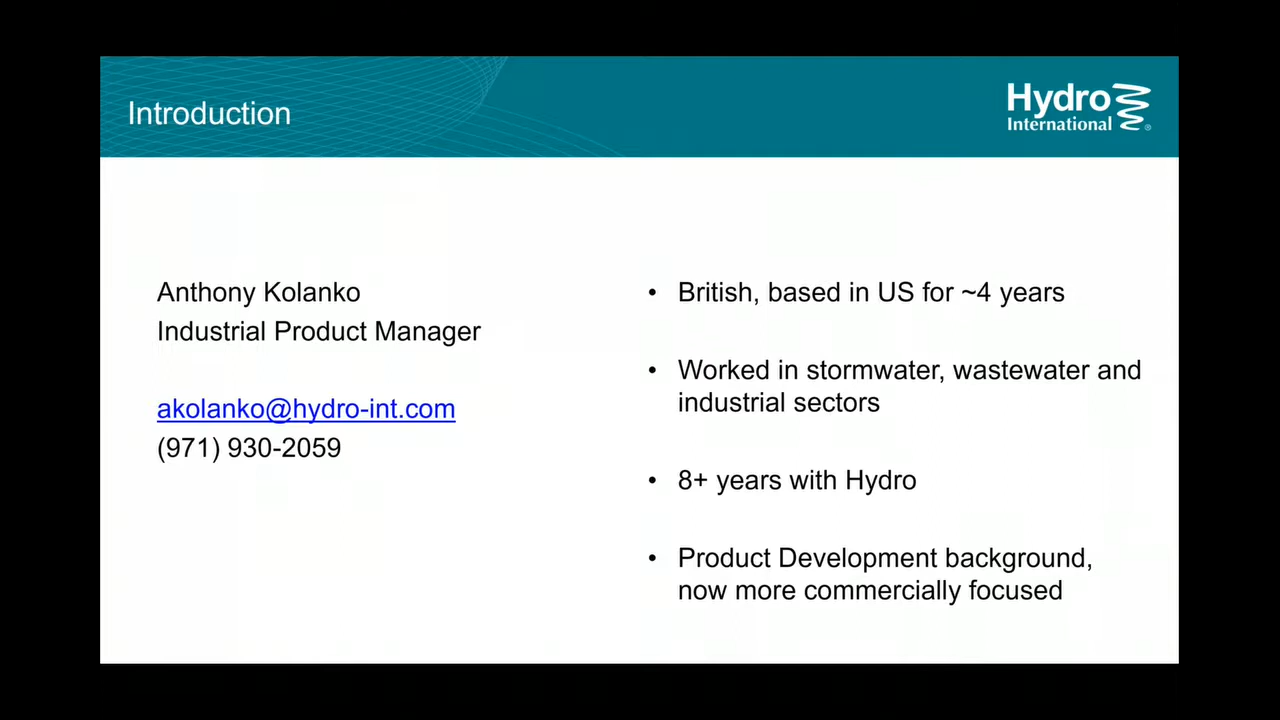 Introduction
Hydro
International
®
Anthony Kolanko
Industrial Product Manager
akolanko@hydro-int.com
(971) 930-2059
• British, based in US for ~4 years
• Worked in stormwater, wastewater and
industrial sectors
• 8+ years with Hydro
• Product Development background,
now more commercially focused